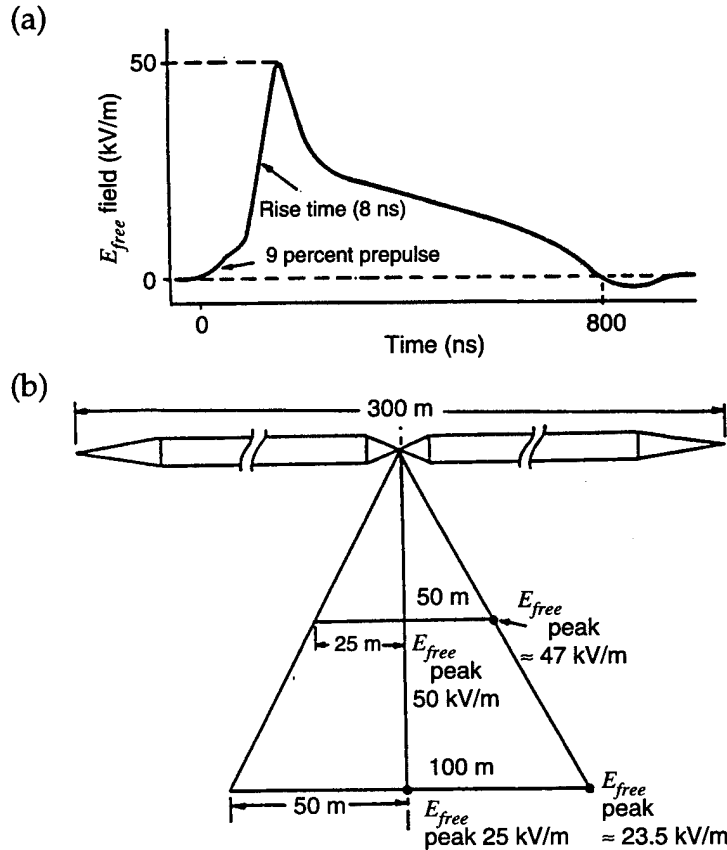 (a)
50
E_free field (kV/m)
Rise time (8 ns)
9 percent prepulse
0
0
800
Time (ns)
(b)
300 m
50 m
E_free
peak
≈ 47 kV/m
25 m
E_free
peak
50 kV/m
100 m
50 m
E_free
peak 25 kV/m
E_free
peak
≈ 23.5 kV/m